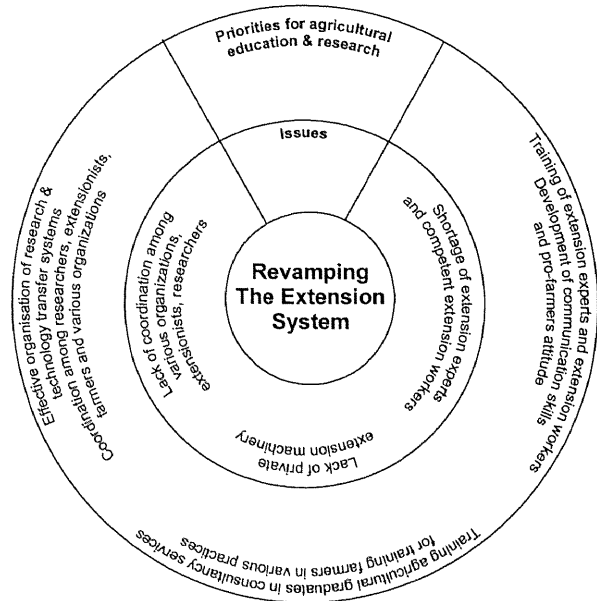 Priorities for agricultural
education & research
Issues
Revamping
The Extension
System
Shortage of extension experts
and competent extension workers
Lack of private
extension machinery
Lack of coordination among
various organizations,
extensionists, researchers
Training of extension experts and extension workers
Development of communication skills
and pro-farmers attitude
Training agricultural graduates in consultancy services
for training farmers in various practices
Effective organisation of research &
technology transfer systems
Coordination among researchers, extensionists,
farmers and various organizations